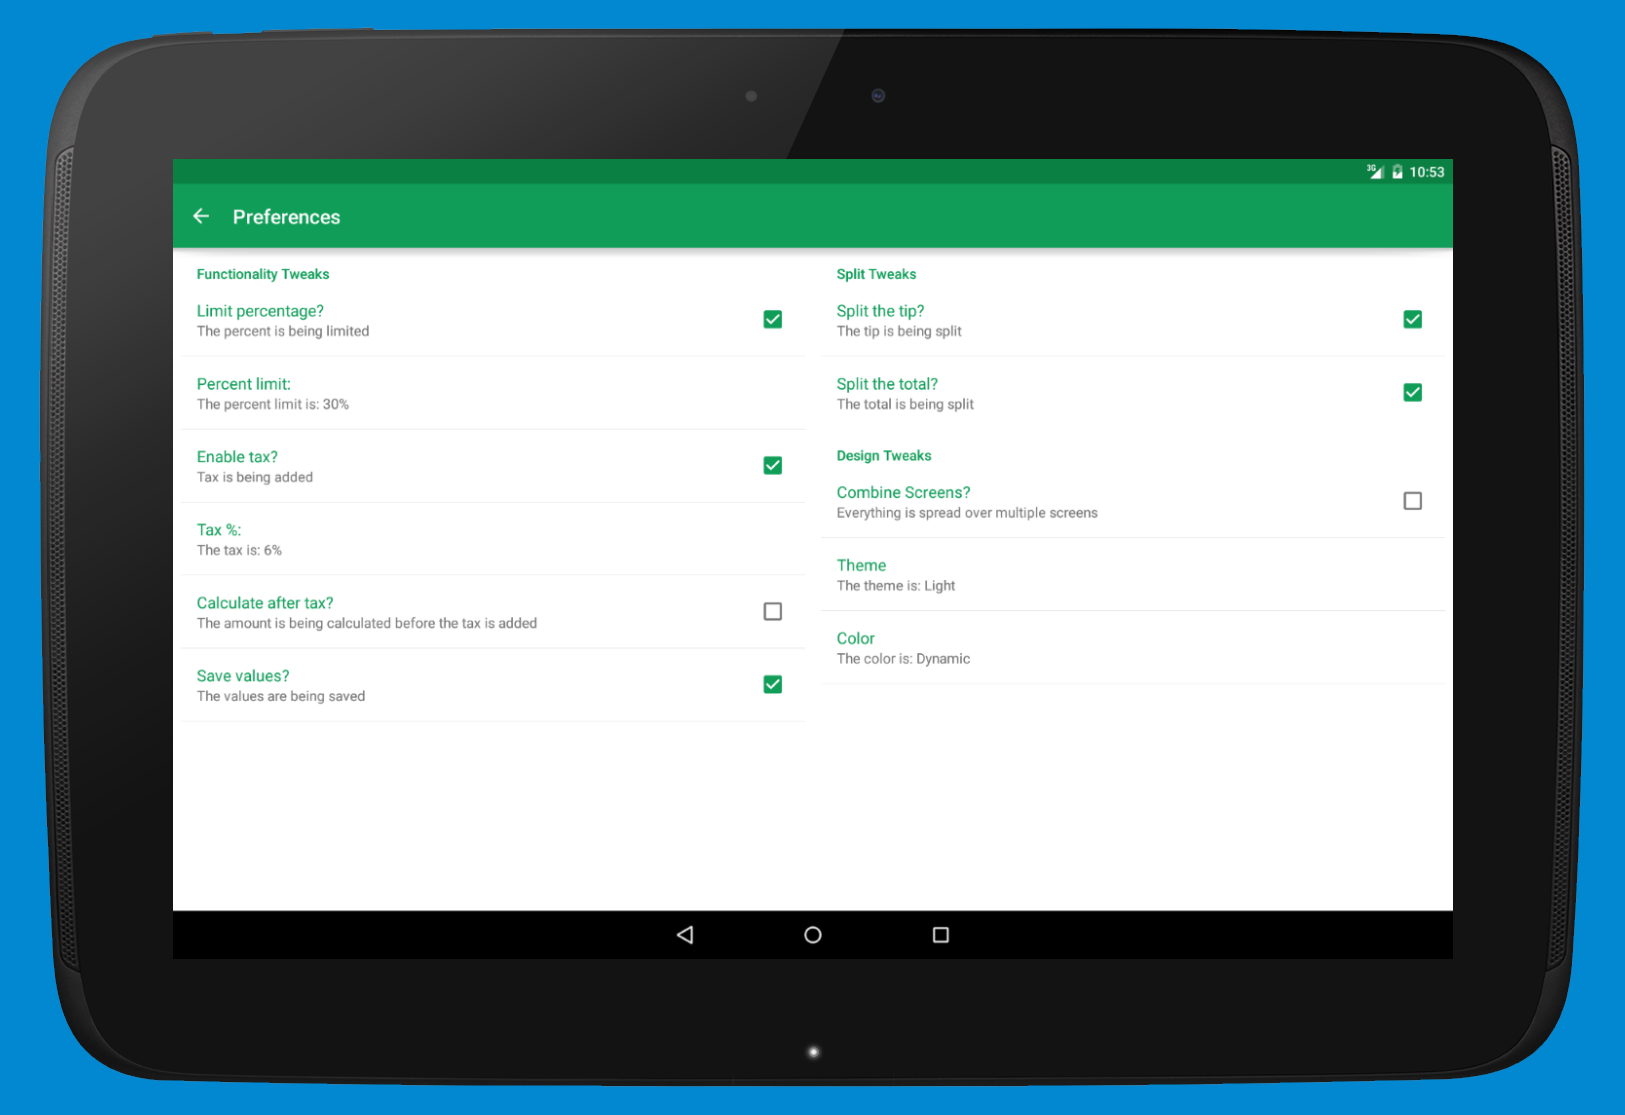 3G 10:53
Preferences
Functionality Tweaks
Limit percentage?
The percent is being limited
Percent limit:
The percent limit is: 30%
Enable tax?
Tax is being added
Tax %:
The tax is: 6%
Calculate after tax?
The amount is being calculated before the tax is added
Save values?
The values are being saved
Split Tweaks
Split the tip?
The tip is being split
Split the total?
The total is being split
Design Tweaks
Combine Screens?
Everything is spread over multiple screens
Theme
The theme is: Light
Color
The color is: Dynamic